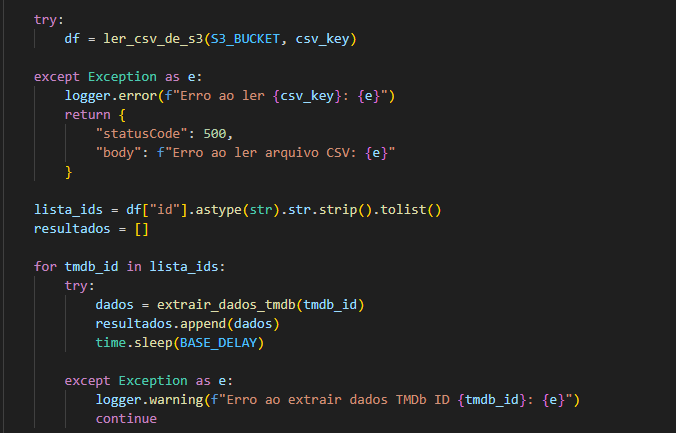 try:
df = ler_csv_de_s3(S3_BUCKET, csv_key)
except Exception as e:
logger.error(f"Erro ao ler {csv_key}: {e}")
return {
"statusCode": 500,
"body": f"Erro ao ler arquivo CSV: {e}"
}
lista_ids = df["id"].astype(str).str.strip().tolist()
resultados = []
for tmdb_id in lista_ids:
try:
dados = extrair_dados_tmdb(tmdb_id)
resultados.append(dados)
time.sleep(BASE_DELAY)
except Exception as e:
logger.warning(f"Erro ao extrair dados TMDb ID {tmdb_id}: {e}")
continue